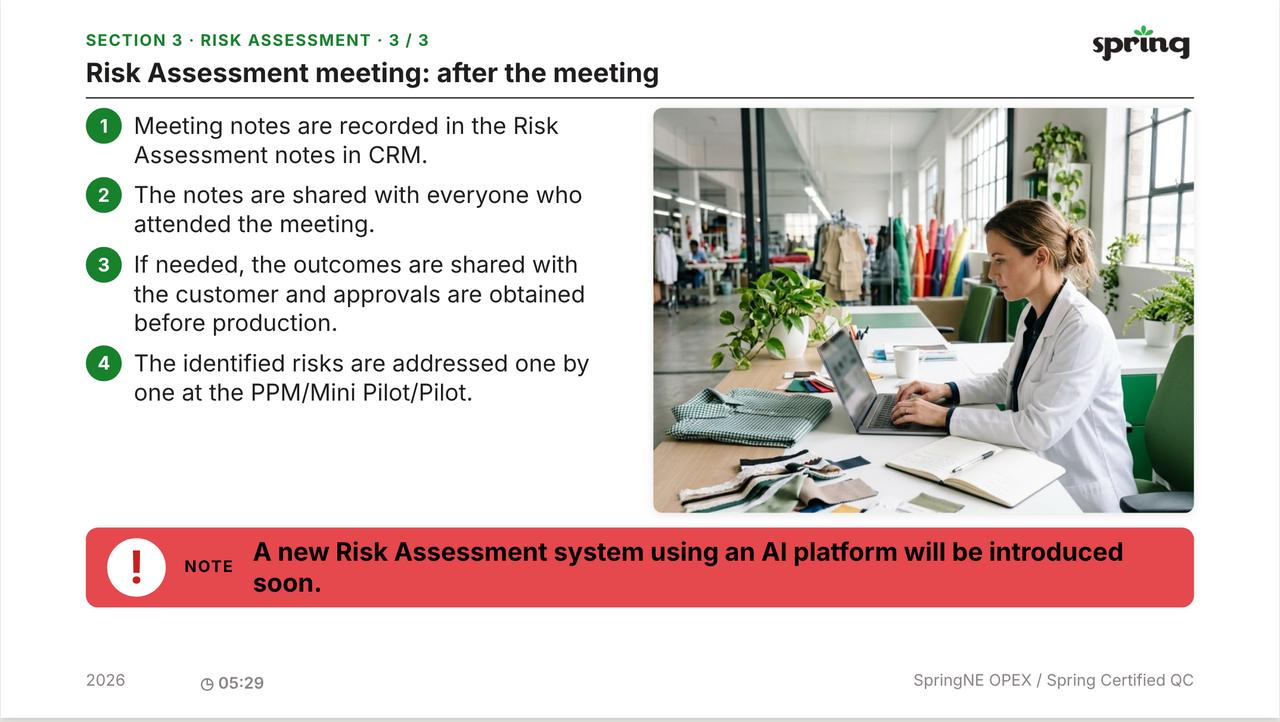 SECTION 3 · RISK ASSESSMENT · 3 / 3
spring
Risk Assessment meeting: after the meeting
1 Meeting notes are recorded in the Risk
Assessment notes in CRM.
2 The notes are shared with everyone who
attended the meeting.
3 If needed, the outcomes are shared with
the customer and approvals are obtained
before production.
4 The identified risks are addressed one by
one at the PPM/Mini Pilot/Pilot.
! NOTE A new Risk Assessment system using an AI platform will be introduced
soon.
2026 05:29 SpringNE OPEX / Spring Certified QC